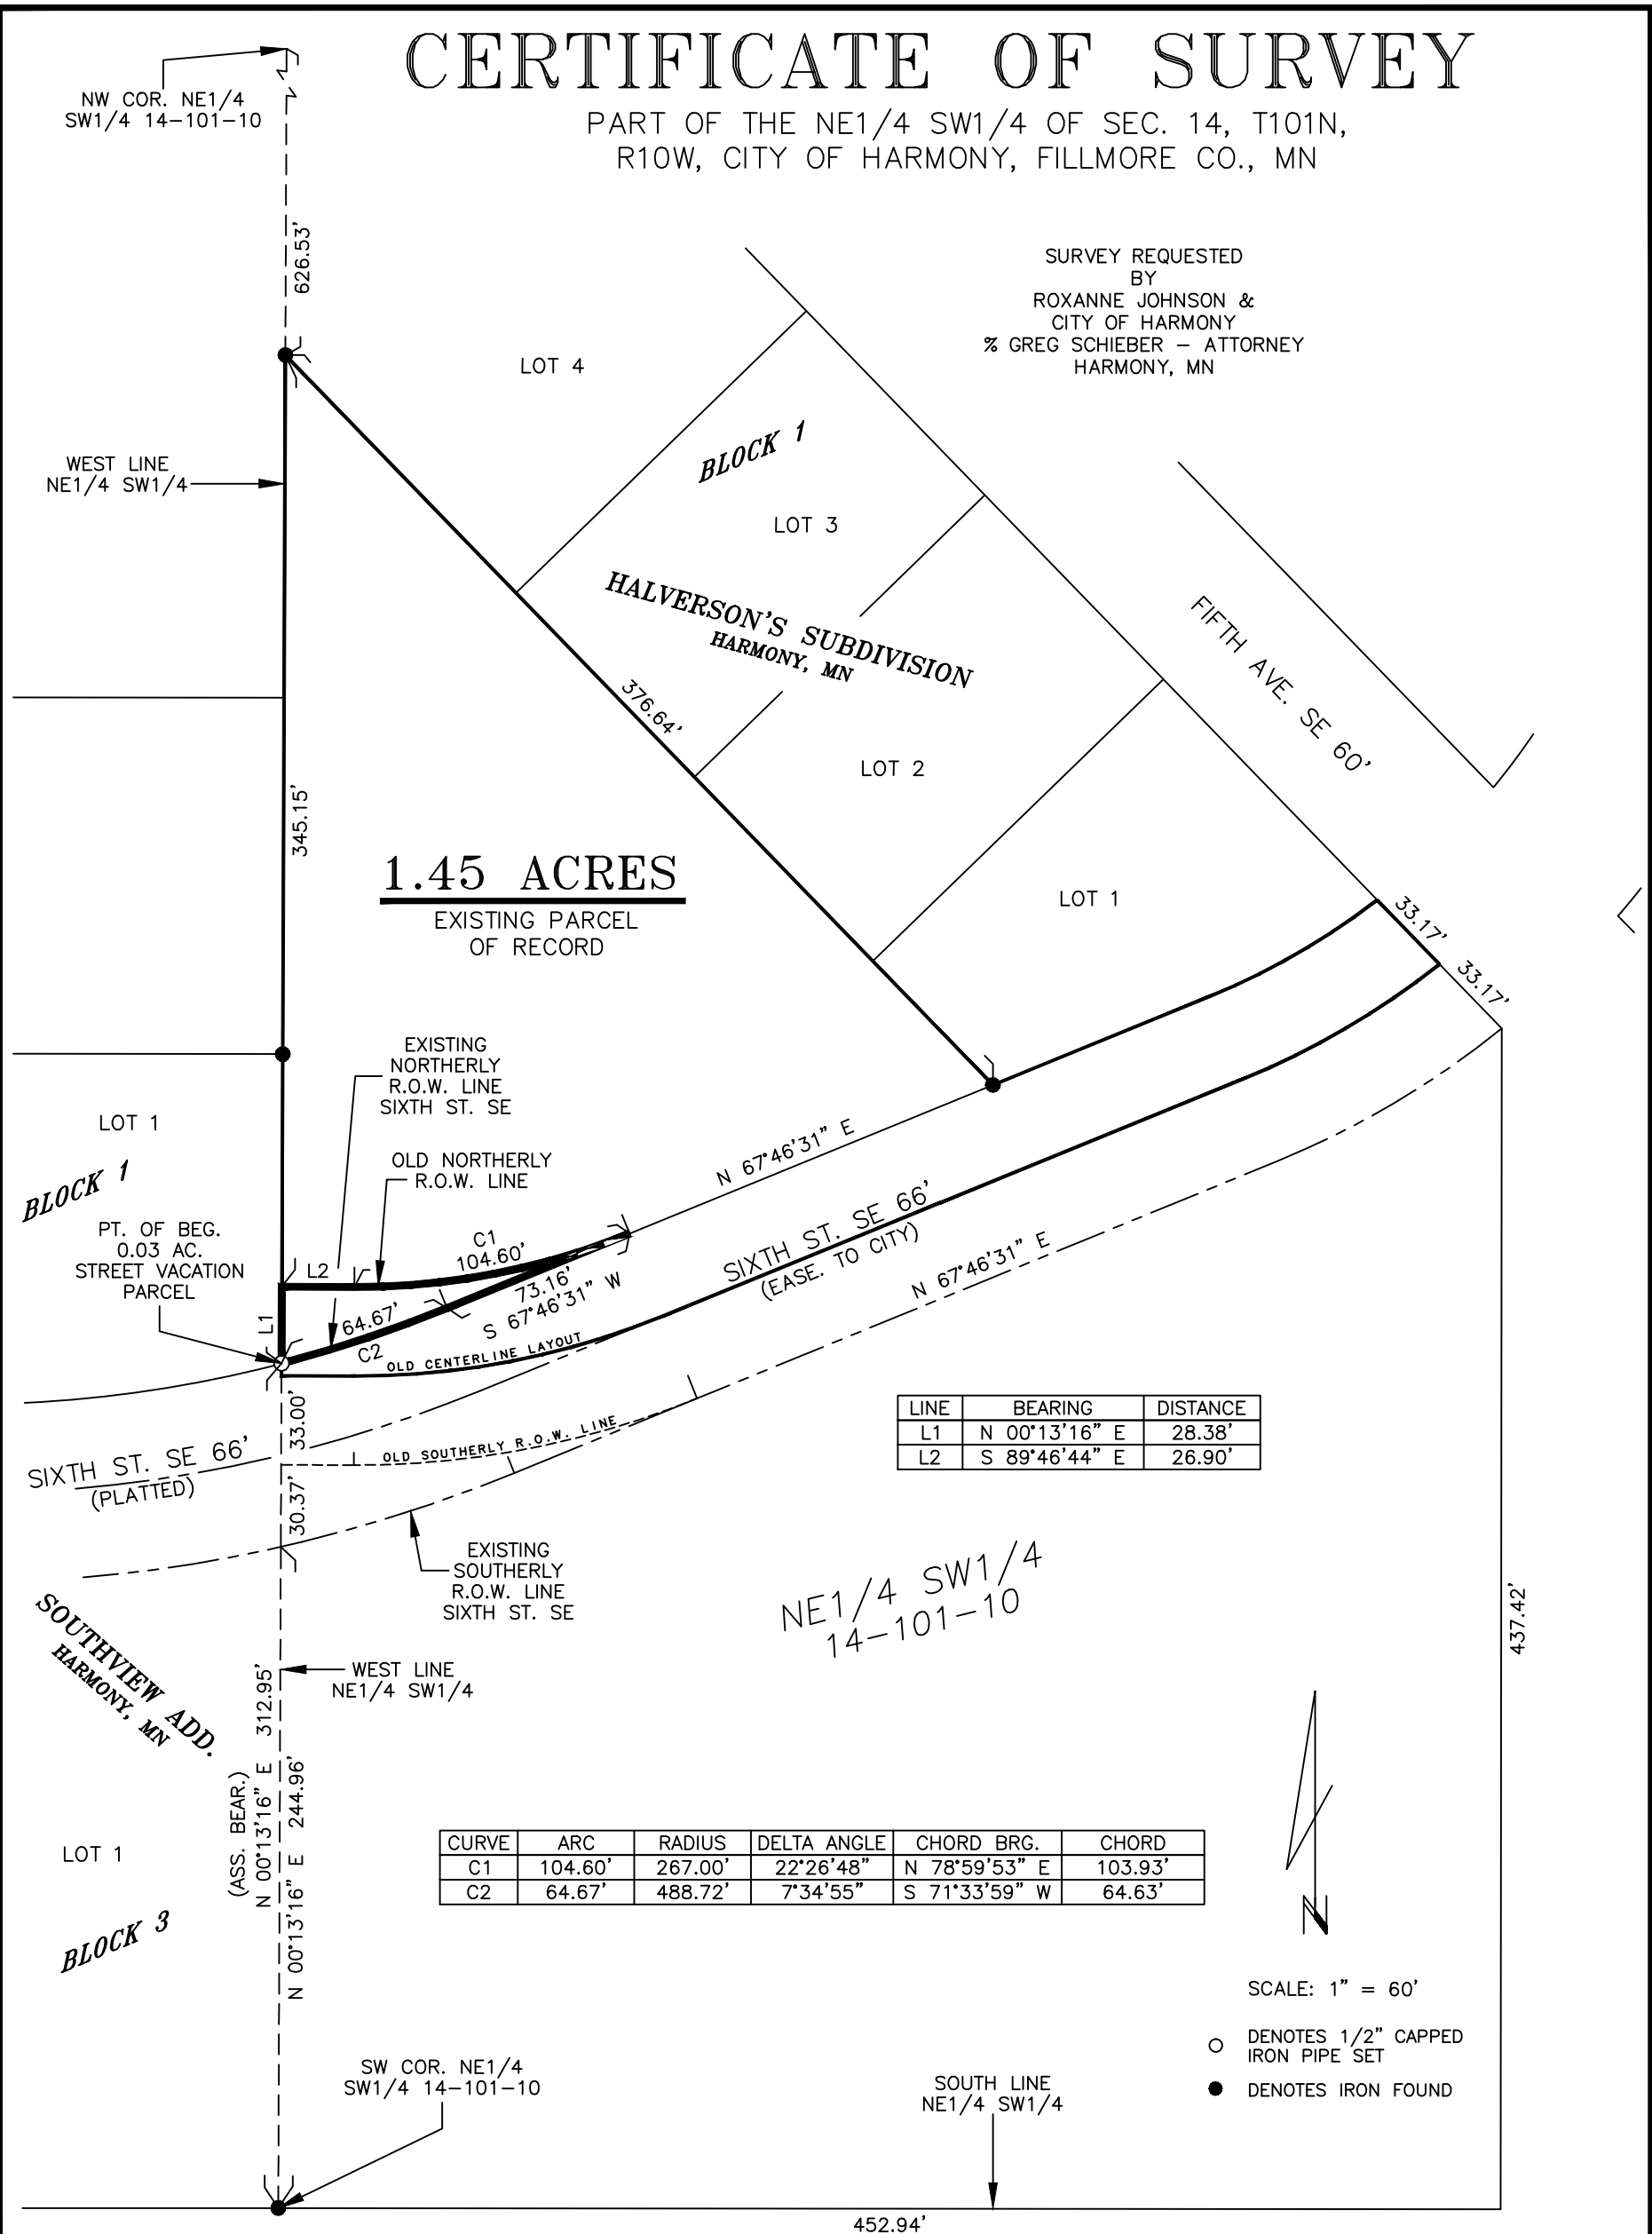 CERTIFICATE OF SURVEY
PART OF THE NE1/4 SW1/4 OF SEC. 14, T101N,
R10W, CITY OF HARMONY, FILLMORE CO., MN
NW COR. NE1/4
SW1/4 14-101-10
626.53'
SURVEY REQUESTED
BY
ROXANNE JOHNSON &
CITY OF HARMONY
% GREG SCHIEBER - ATTORNEY
HARMONY, MN
LOT 4
BLOCK 1
WEST LINE
NE1/4 SW1/4
LOT 3
HALVERSON'S SUBDIVISION
HARMONY, MN
FIFTH AVE. SE 60'
376.64'
LOT 2
345.15'
1.45 ACRES
EXISTING PARCEL
OF RECORD
LOT 1
33.17'
33.17'
EXISTING
NORTHERLY
R.O.W. LINE
SIXTH ST. SE
LOT 1
BLOCK 1
OLD NORTHERLY
R.O.W. LINE
N 67°46'31" E
PT. OF BEG.
0.03 AC.
STREET VACATION
PARCEL
L2
C1
104.60'
SIXTH ST. SE 66'
(EASE. TO CITY)
N 67°46'31" E
L1
64.67'
C2
73.16'
S 67°46'31" W
OLD CENTERLINE LAYOUT
33.00'
OLD SOUTHERLY R.O.W. LINE
SIXTH ST. SE 66'
(PLATTED)
30.37'
LINE BEARING DISTANCE
L1 N 00°13'16" E 28.38'
L2 S 89°46'44" E 26.90'
EXISTING
SOUTHERLY
R.O.W. LINE
SIXTH ST. SE
NE1/4 SW1/4
14-101-10
437.42'
SOUTHVIEW ADD.
HARMONY, MN
WEST LINE
NE1/4 SW1/4
(ASS. BEAR.)
N 00°13'16" E 312.95'
N 00°13'16" E 244.96'
LOT 1
BLOCK 3
CURVE ARC RADIUS DELTA ANGLE CHORD BRG. CHORD
C1 104.60' 267.00' 22°26'48" N 78°59'53" E 103.93'
C2 64.67' 488.72' 7°34'55" S 71°33'59" W 64.63'
N
SCALE: 1" = 60'
DENOTES 1/2" CAPPED
IRON PIPE SET
DENOTES IRON FOUND
SW COR. NE1/4
SW1/4 14-101-10
SOUTH LINE
NE1/4 SW1/4
452.94'